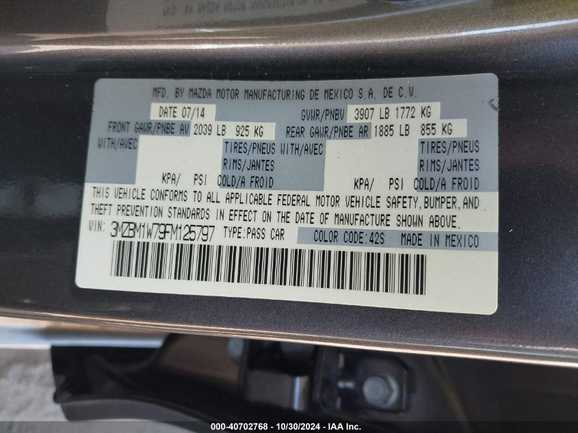 MFD. BY MAZDA MOTOR MANUFACTURING DE MEXICO S.A. DE C.V.
DATE 07/14 GVWR/PNBV 3907 LB 1772 KG
FRONT GAWR/PNBE AV 2039 LB 925 KG REAR GAWR/PNBE AR 1885 LB 855 KG
WITH/AVEC TIRES/PNEUS WITH/AVEC TIRES/PNEUS
RIMS/JANTES RIMS/JANTES
KPA/ PSI COLD/A FROID KPA/ PSI COLD/A FROID
THIS VEHICLE CONFORMS TO ALL APPLICABLE FEDERAL MOTOR VEHICLE SAFETY, BUMPER, AND
THEFT PREVENTION STANDARDS IN EFFECT ON THE DATE OF MANUFACTURE SHOWN ABOVE.
VIN: 3MZBM1W79FM125797 TYPE:PASS CAR COLOR CODE:42S MADE IN MEXICO
000-40702768 - 10/30/2024 - IAA Inc.